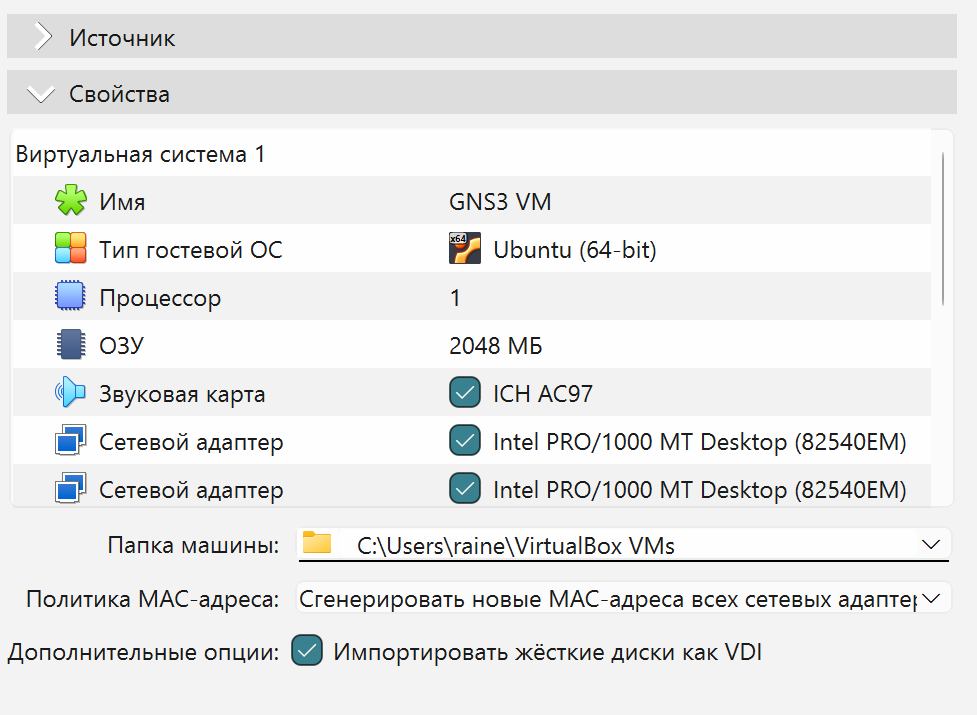 Источник
Свойства
Виртуальная система 1
Имя GNS3 VM
Тип гостевой ОС x64 Ubuntu (64-bit)
Процессор 1
ОЗУ 2048 МБ
Звуковая карта ICH AC97
Сетевой адаптер Intel PRO/1000 MT Desktop (82540EM)
Сетевой адаптер Intel PRO/1000 MT Desktop (82540EM)
Папка машины: C:\Users\raine\VirtualBox VMs
Политика MAC-адреса: Сгенерировать новые MAC-адреса всех сетевых адаптер
Дополнительные опции: Импортировать жёсткие диски как VDI